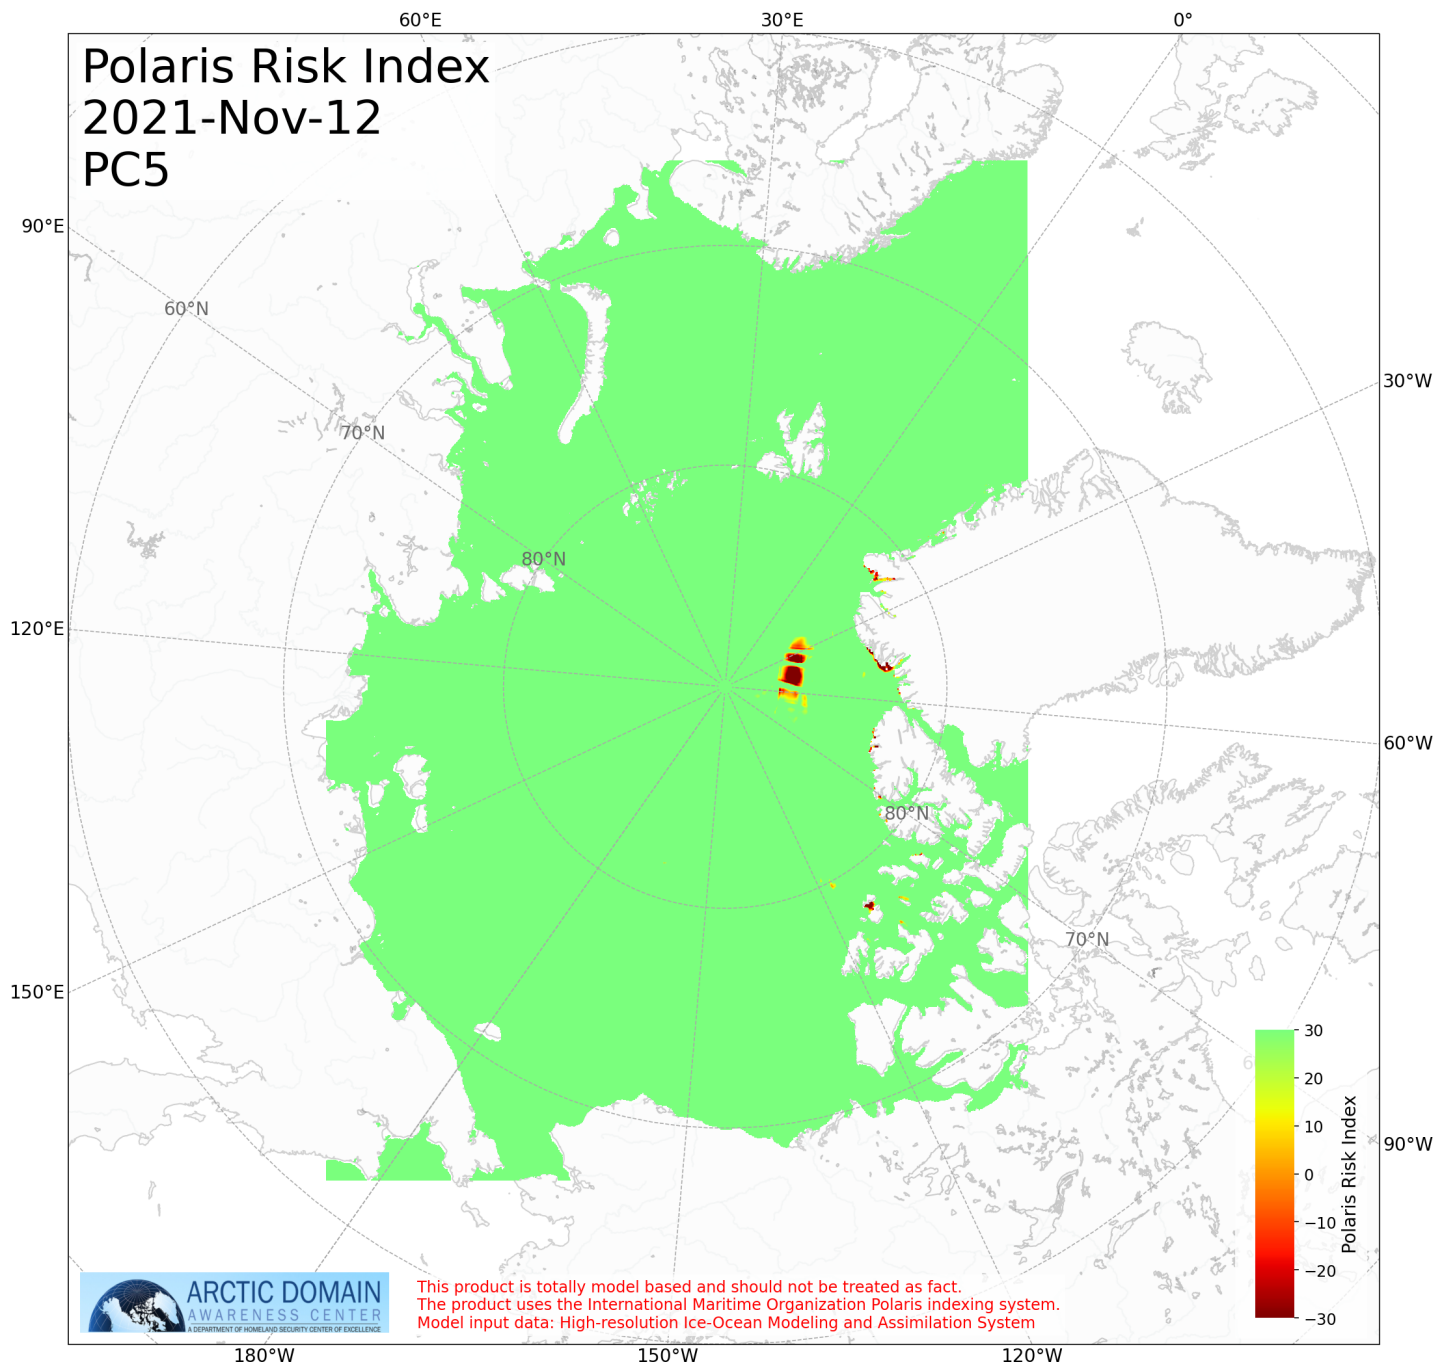 60°E 30°E 0°
Polaris Risk Index
2021-Nov-12
PC5
90°E
60°N
30°W
70°N
80°N
120°E
60°W
80°N
70°N
150°E
30
20
10
0
−10
−20
−30
Polaris Risk Index
90°W
ARCTIC DOMAIN
AWARENESS CENTER
A DEPARTMENT OF HOMELAND SECURITY CENTER OF EXCELLENCE
This product is totally model based and should not be treated as fact.
The product uses the International Maritime Organization Polaris indexing system.
Model input data: High-resolution Ice-Ocean Modeling and Assimilation System
180°W 150°W 120°W